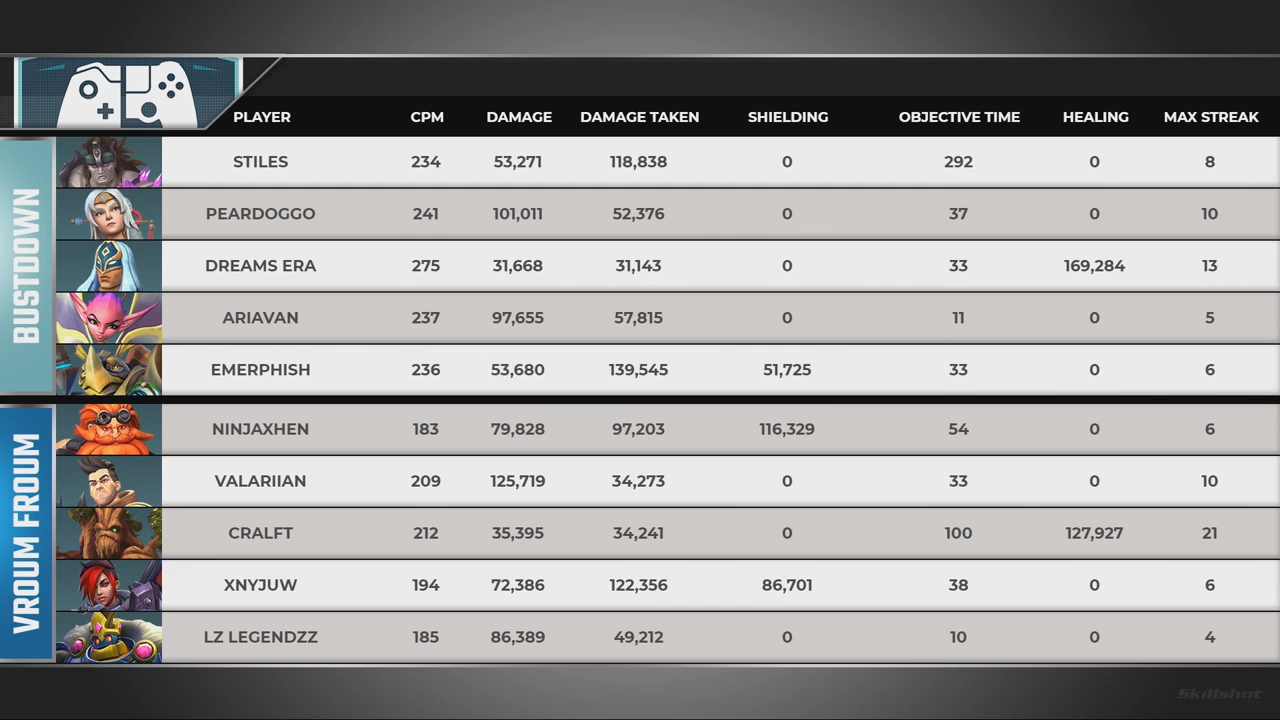 PLAYER CPM DAMAGE DAMAGE TAKEN SHIELDING OBJECTIVE TIME HEALING MAX STREAK
BUSTDOWN
STILES 234 53,271 118,838 0 292 0 8
PEARDOGGO 241 101,011 52,376 0 37 0 10
DREAMS ERA 275 31,668 31,143 0 33 169,284 13
ARIAVAN 237 97,655 57,815 0 11 0 5
EMERPHISH 236 53,680 139,545 51,725 33 0 6
VROUM FROUM
NINJAXHEN 183 79,828 97,203 116,329 54 0 6
VALARIIAN 209 125,719 34,273 0 33 0 10
CRALFT 212 35,395 34,241 0 100 127,927 21
XNYJUW 194 72,386 122,356 86,701 38 0 6
LZ LEGENDZZ 185 86,389 49,212 0 10 0 4
Skillshot